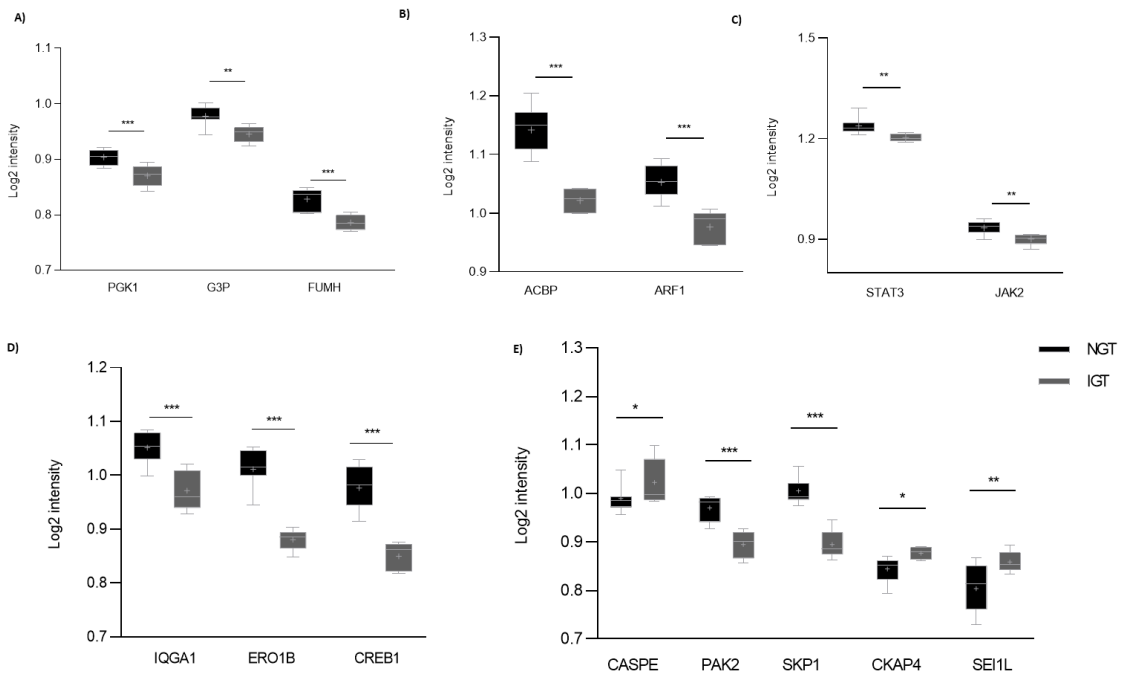 A)
Log2 intensity
1.1
1.0
0.9
0.8
0.7
***
**
***
PGK1
G3P
FUMH
B)
Log2 intensity
1.3
1.2
1.1
1.0
0.9
***
***
ACBP
ARF1
C)
Log2 intensity
1.5
1.2
0.9
**
**
STAT3
JAK2
D)
Log2 intensity
1.2
1.1
1.0
0.9
0.8
0.7
***
***
***
IQGA1
ERO1B
CREB1
E)
Log2 intensity
1.3
1.2
1.1
1.0
0.9
0.8
0.7
*
***
***
*
**
CASPE
PAK2
SKP1
CKAP4
SEI1L
NGT
IGT